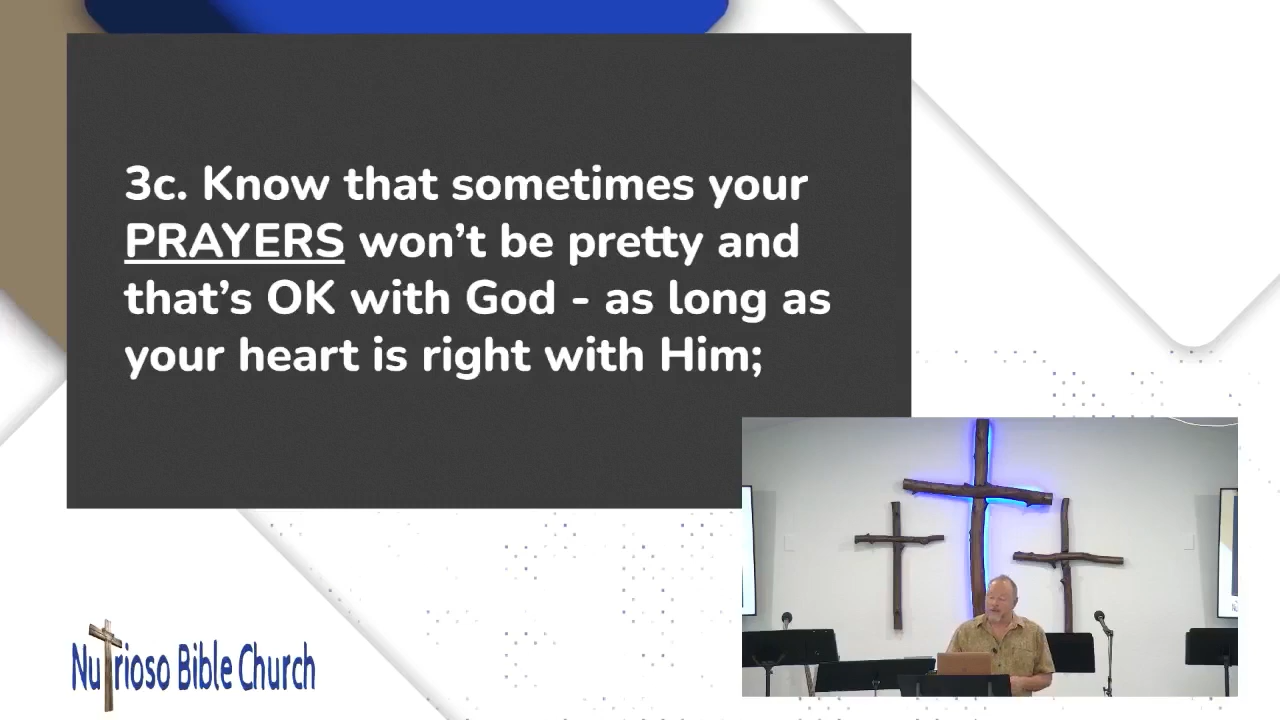 3c. Know that sometimes your
PRAYERS won't be pretty and
that's OK with God - as long as
your heart is right with Him;
Nutrioso Bible Church